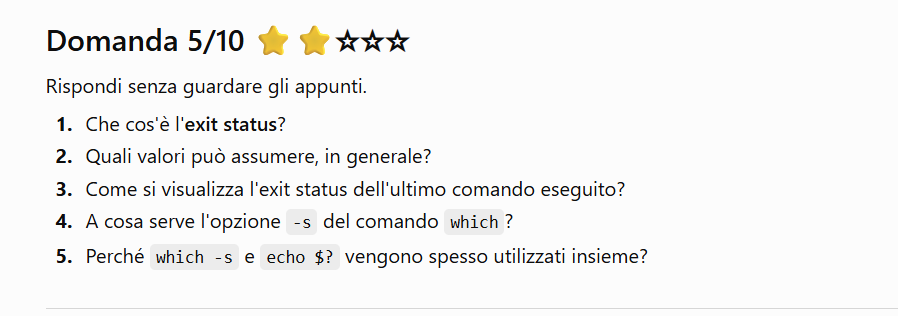 Domanda 5/10 ⭐⭐☆☆☆
Rispondi senza guardare gli appunti.
1. Che cos'è l'exit status?
2. Quali valori può assumere, in generale?
3. Come si visualizza l'exit status dell'ultimo comando eseguito?
4. A cosa serve l'opzione -s del comando which?
5. Perché which -s e echo $? vengono spesso utilizzati insieme?